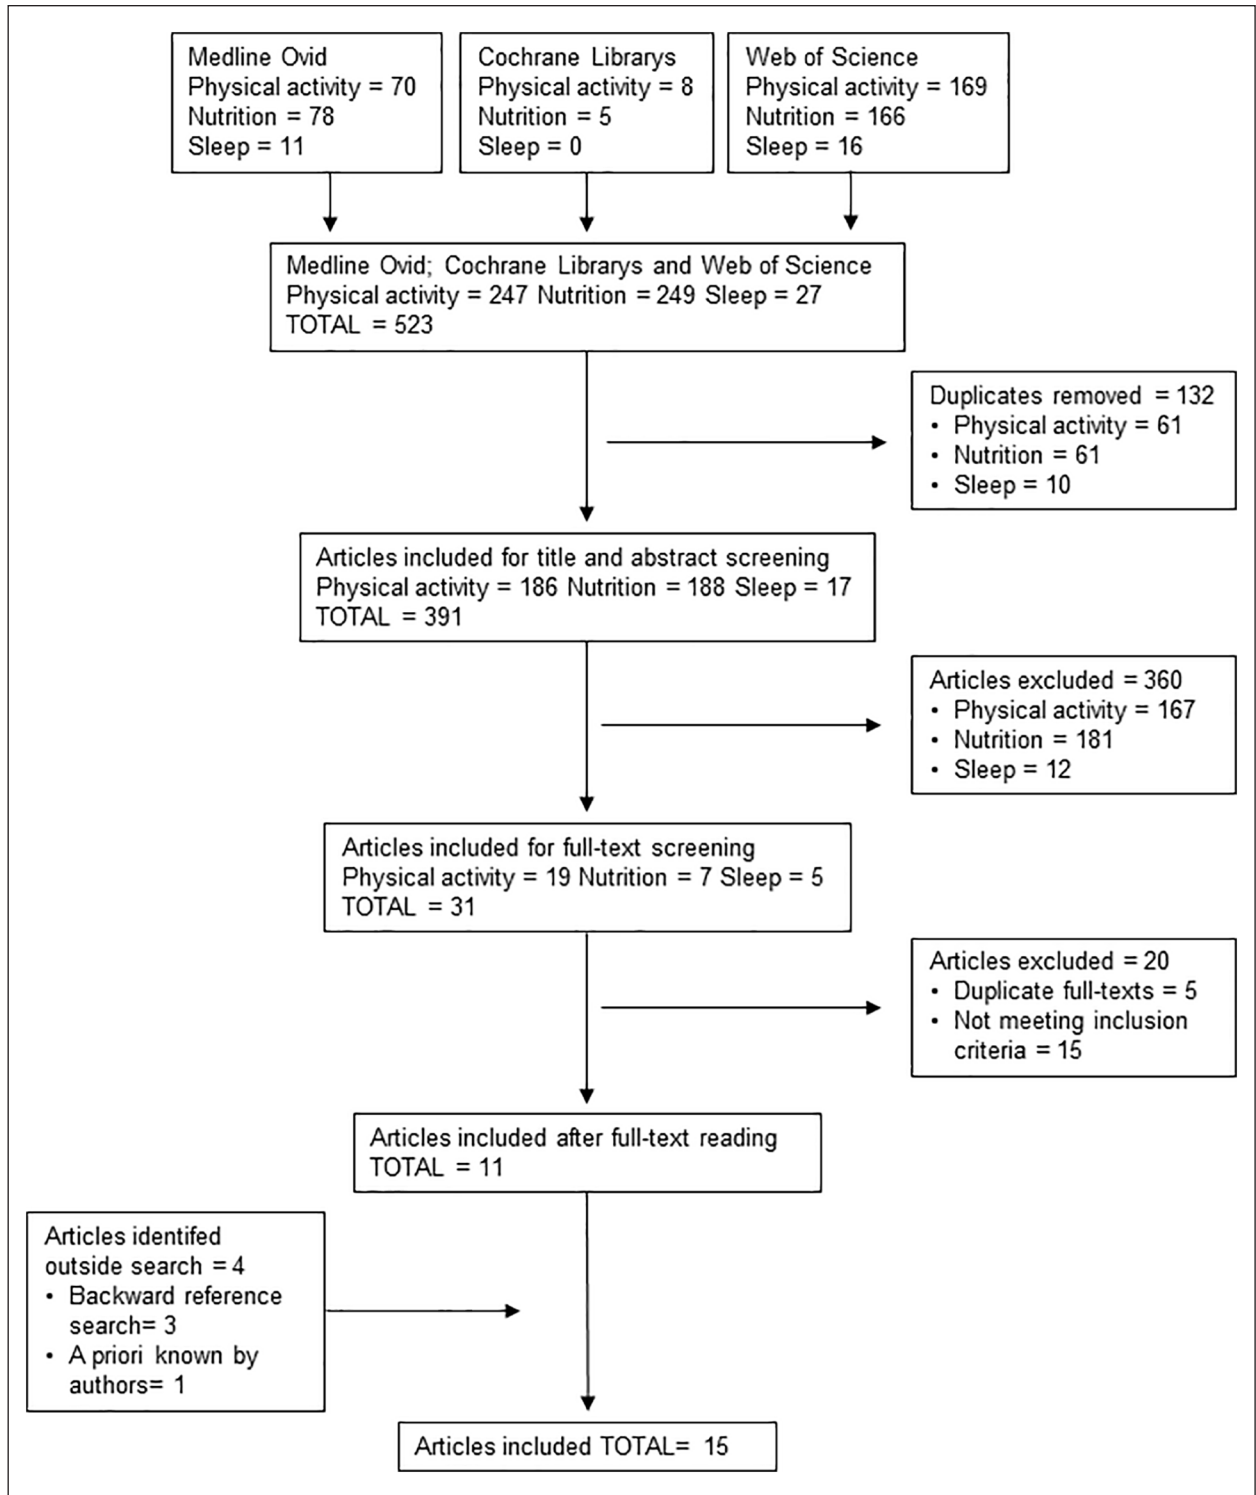 Medline Ovid
Physical activity = 70
Nutrition = 78
Sleep = 11
Cochrane Librarys
Physical activity = 8
Nutrition = 5
Sleep = 0
Web of Science
Physical activity = 169
Nutrition = 166
Sleep = 16
Medline Ovid; Cochrane Librarys and Web of Science
Physical activity = 247 Nutrition = 249 Sleep = 27
TOTAL = 523
Duplicates removed = 132
• Physical activity = 61
• Nutrition = 61
• Sleep = 10
Articles included for title and abstract screening
Physical activity = 186 Nutrition = 188 Sleep = 17
TOTAL = 391
Articles excluded = 360
• Physical activity = 167
• Nutrition = 181
• Sleep = 12
Articles included for full-text screening
Physical activity = 19 Nutrition = 7 Sleep = 5
TOTAL = 31
Articles excluded = 20
• Duplicate full-texts = 5
• Not meeting inclusion
criteria = 15
Articles included after full-text reading
TOTAL = 11
Articles identifed
outside search = 4
• Backward reference
search= 3
• A priori known by
authors= 1
Articles included TOTAL= 15